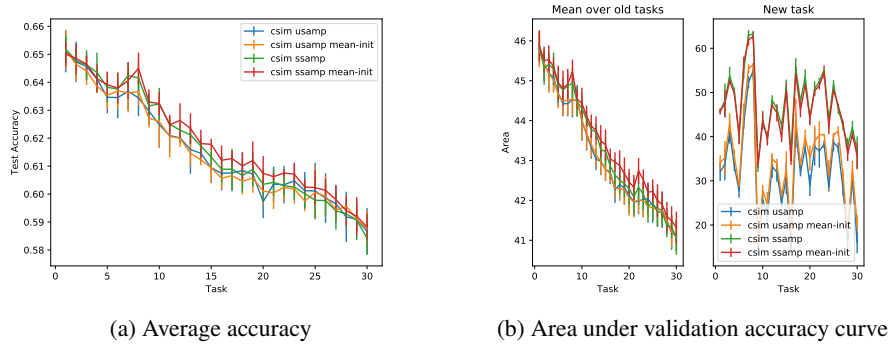 0.66
0.65
0.64
0.63
0.62
0.61
0.60
0.59
0.58
Test Accuracy
0
5
10
15
20
25
30
Task
csim usamp
csim usamp mean-init
csim ssamp
csim ssamp mean-init
(a) Average accuracy
Mean over old tasks
46
45
44
43
42
41
Area
0
10
20
30
Task
New task
60
50
40
30
20
csim usamp
csim usamp mean-init
csim ssamp
csim ssamp mean-init
0
10
20
30
Task
(b) Area under validation accuracy curve